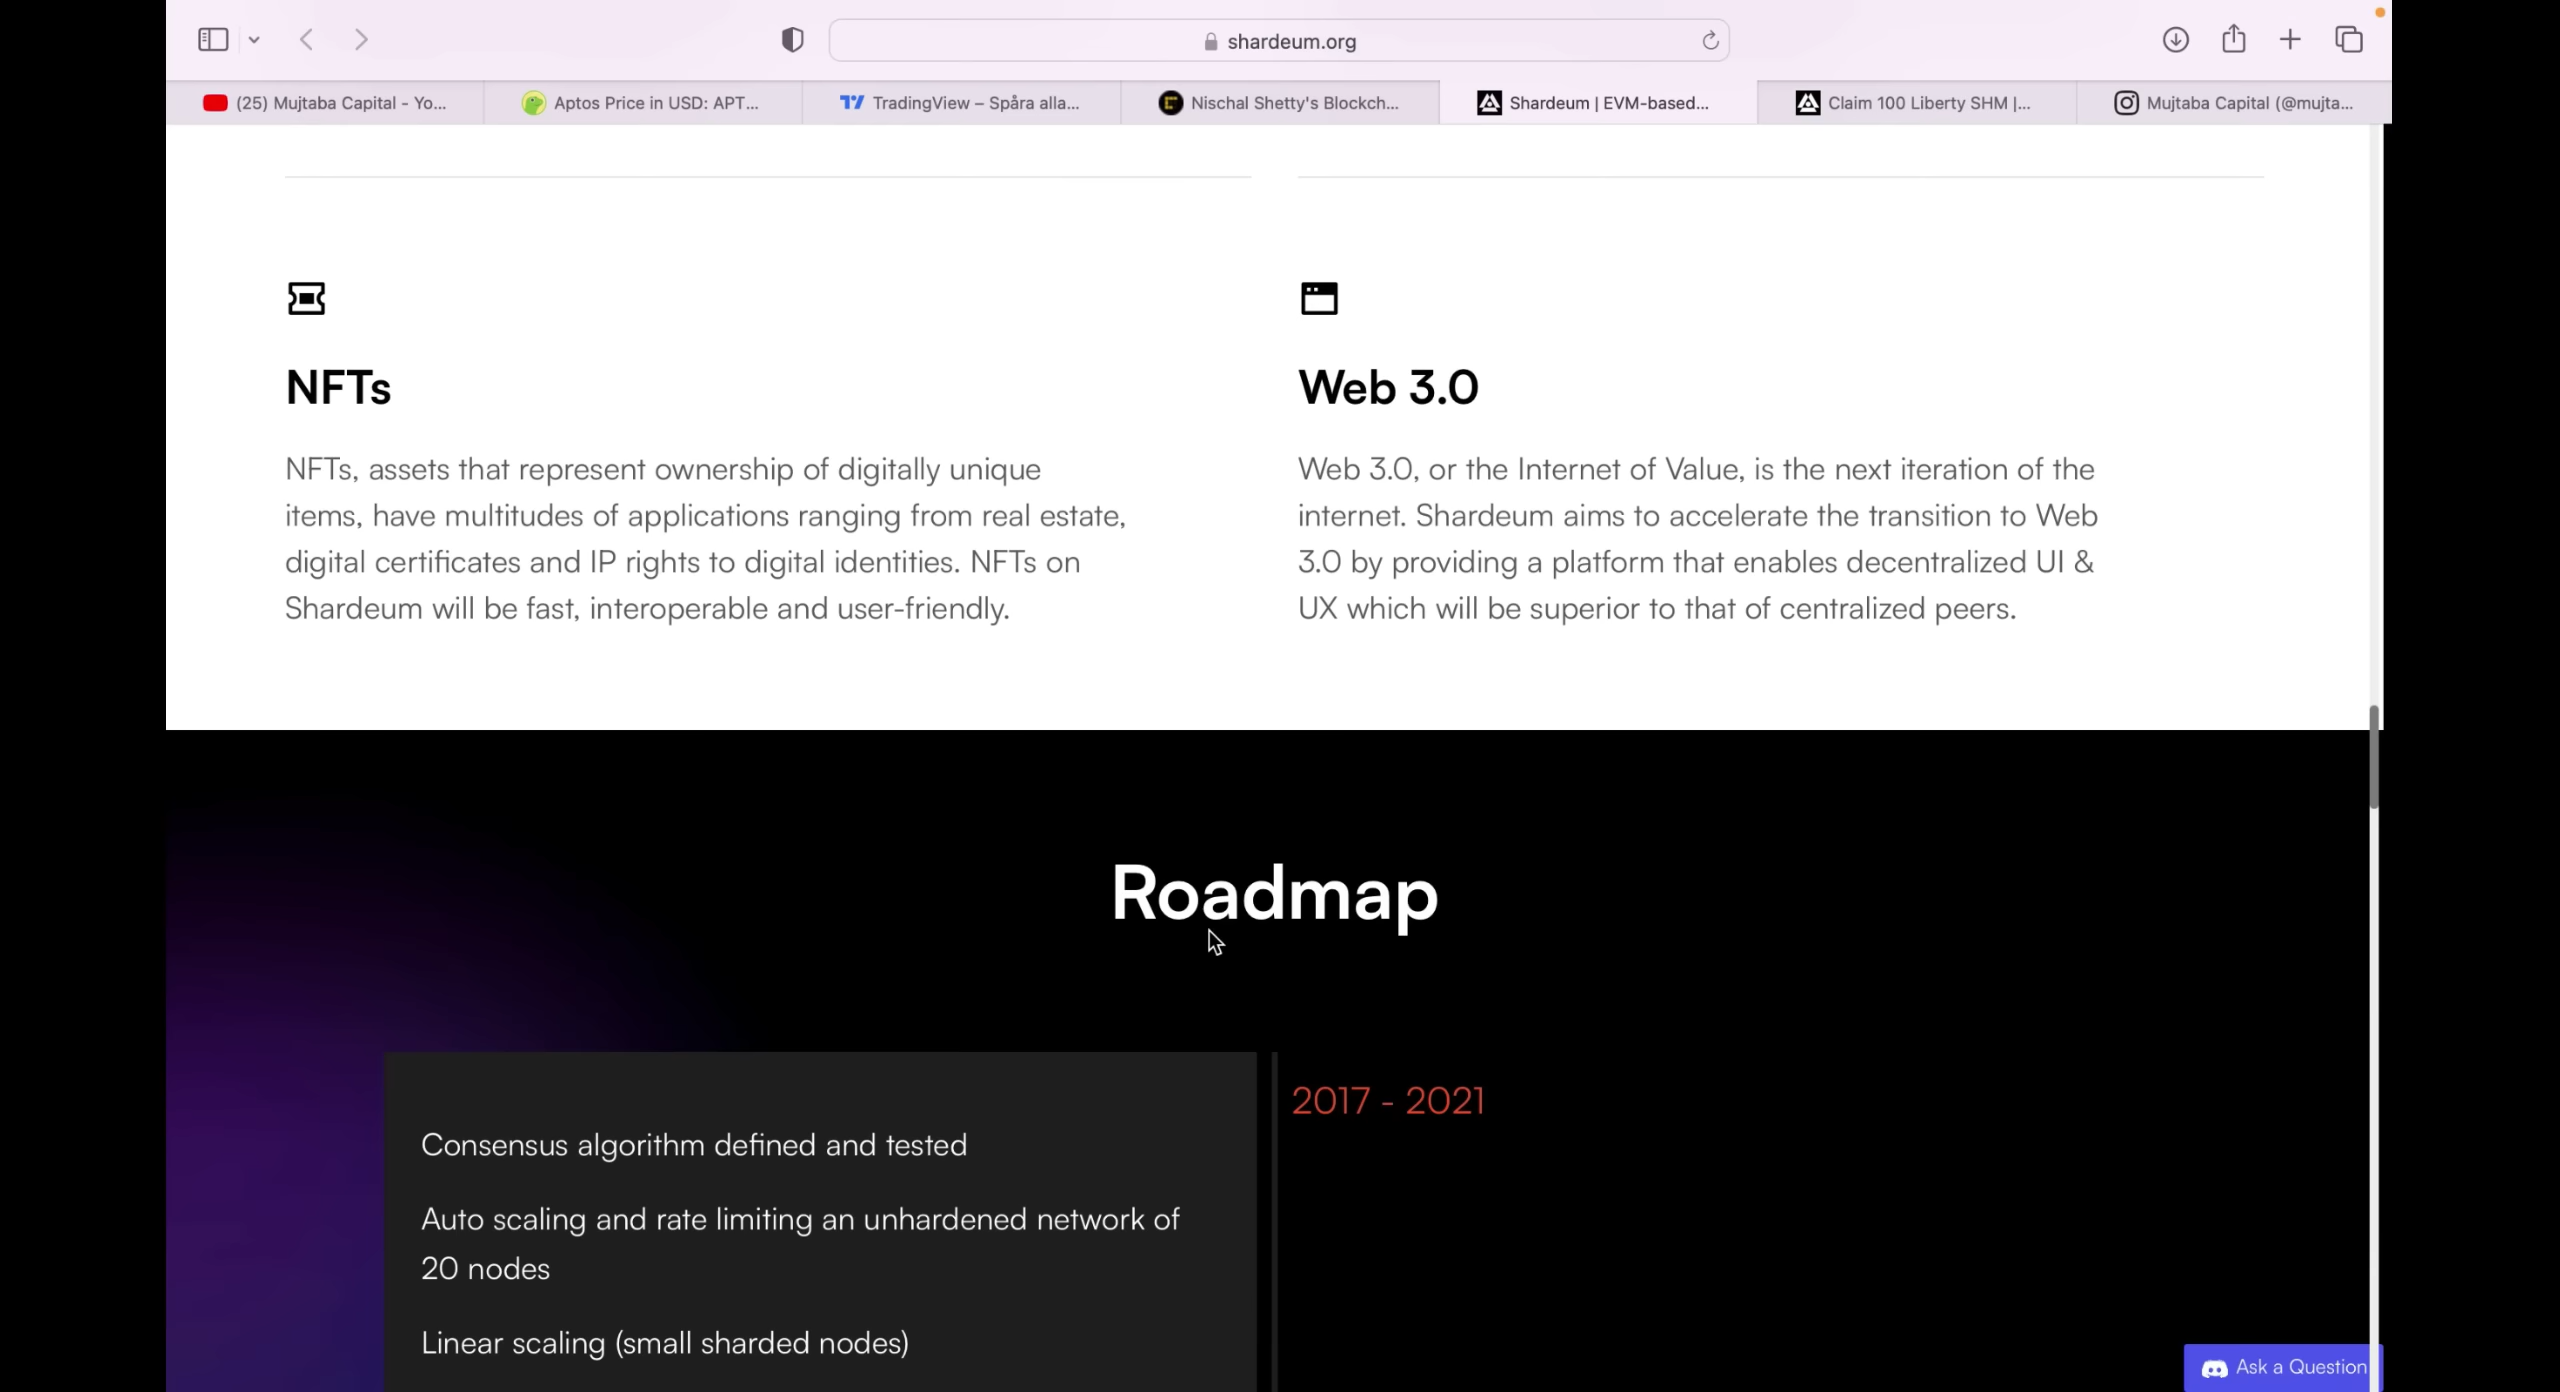 shardeum.org
(25) Mujtaba Capital - Yo...
Aptos Price in USD: APT...
TradingView – Spåra alla...
Nischal Shetty's Blockch...
Shardeum | EVM-based...
Claim 100 Liberty SHM |...
Mujtaba Capital (@mujta...
NFTs
NFTs, assets that represent ownership of digitally unique
items, have multitudes of applications ranging from real estate,
digital certificates and IP rights to digital identities. NFTs on
Shardeum will be fast, interoperable and user-friendly.
Web 3.0
Web 3.0, or the Internet of Value, is the next iteration of the
internet. Shardeum aims to accelerate the transition to Web
3.0 by providing a platform that enables decentralized UI &
UX which will be superior to that of centralized peers.
Roadmap
2017 - 2021
Consensus algorithm defined and tested
Auto scaling and rate limiting an unhardened network of
20 nodes
Linear scaling (small sharded nodes)
Ask a Question